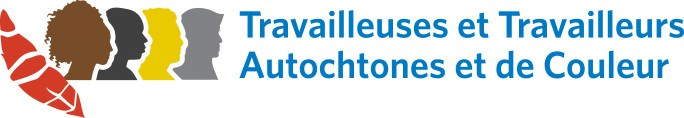 Travailleuses et Travailleurs
Autochtones et de Couleur